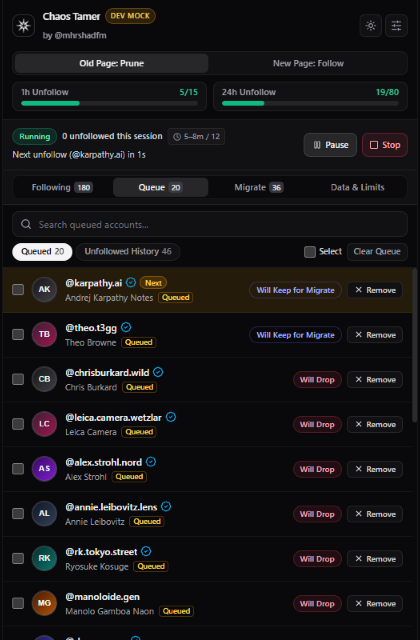 Chaos Tamer DEV MOCK
by @mhrshadfm
Old Page: Prune New Page: Follow
1h Unfollow 5/15 24h Unfollow 19/80
Running 0 unfollowed this session 5–8m / 12
Next unfollow (@karpathy.ai) in 1s
Pause Stop
Following 180 Queue 20 Migrate 36 Data & Limits
Search queued accounts...
Queued 20 Unfollowed History 46 Select Clear Queue
AK @karpathy.ai Next
Andrej Karpathy Notes Queued Will Keep for Migrate Remove
TB @theo.t3gg
Theo Browne Queued Will Keep for Migrate Remove
CB @chrisburkard.wild
Chris Burkard Queued Will Drop Remove
LC @leica.camera.wetzlar
Leica Camera Queued Will Drop Remove
AS @alex.strohl.nord
Alex Strohl Queued Will Drop Remove
AL @annie.leibovitz.lens
Annie Leibovitz Queued Will Drop Remove
RK @rk.tokyo.street
Ryosuke Kosuge Queued Will Drop Remove
MG @manoloide.gen
Manolo Gamboa Naon Queued Will Drop Remove